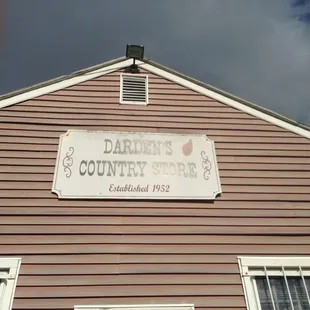 DARDEN'S
COUNTRY STORE
Established 1952